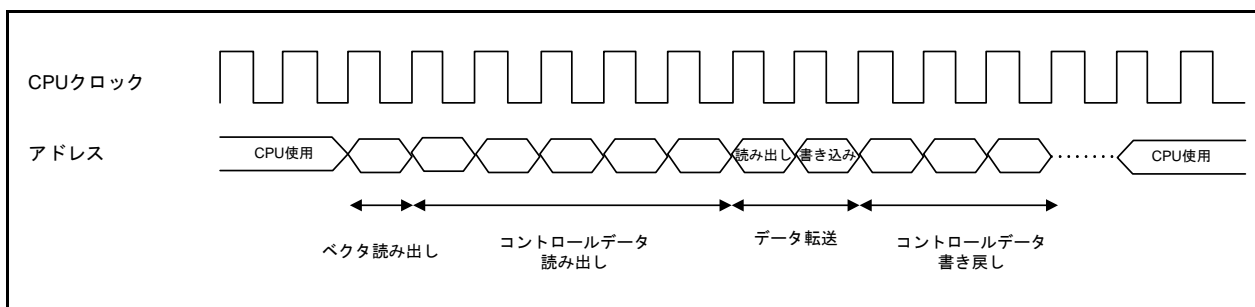 CPUクロック
アドレス
CPU使用
読み出し
書き込み
CPU使用
ベクタ読み出し
コントロールデータ
読み出し
データ転送
コントロールデータ
書き戻し